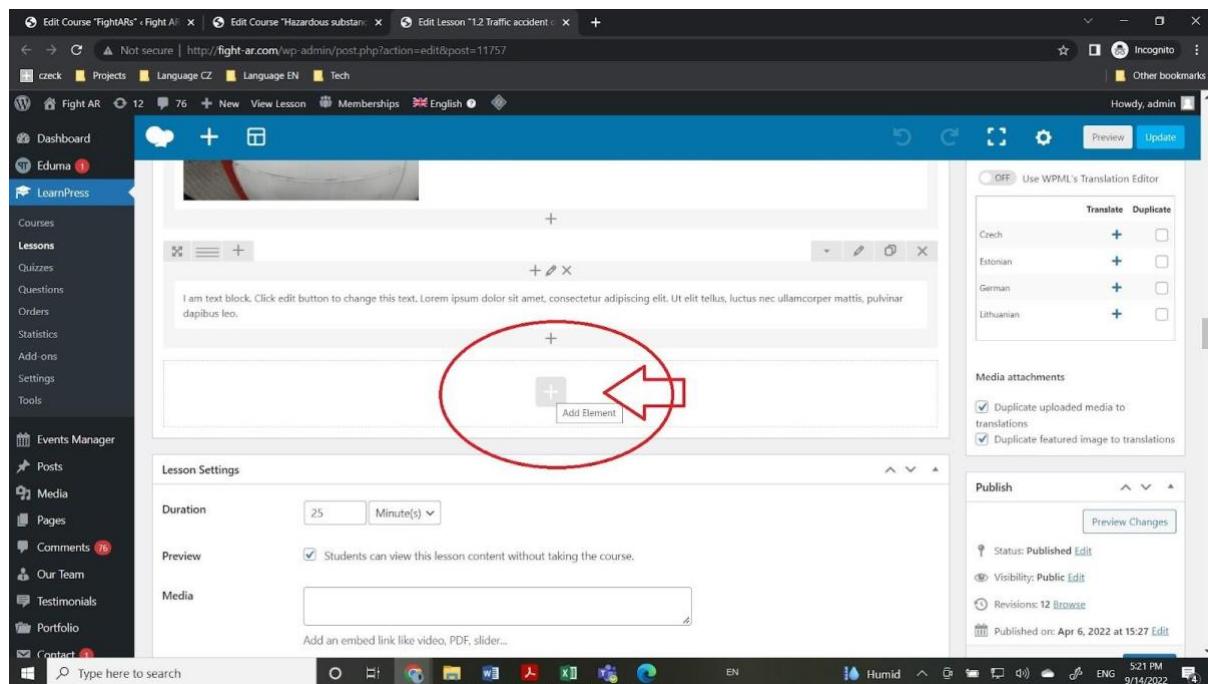 Edit Course "FightARs" ‹ Fight AR
Edit Course "Hazardous substanc
Edit Lesson "1.2 Traffic accident c
Not secure | http://fight-ar.com/wp-admin/post.php?action=edit&post=11757
Incognito
czeck Projects Language CZ Language EN Tech
Other bookmarks
Fight AR 12 76 New View Lesson Memberships English
Howdy, admin
Dashboard
Eduma 1
LearnPress
Courses
Lessons
Quizzes
Questions
Orders
Statistics
Add-ons
Settings
Tools
Events Manager
Posts
Media
Pages
Comments 76
Our Team
Testimonials
Portfolio
Contact 1
Preview Update
I am text block. Click edit button to change this text. Lorem ipsum dolor sit amet, consectetur adipiscing elit. Ut elit tellus, luctus nec ullamcorper mattis, pulvinar
dapibus leo.
Add Element
Lesson Settings
Duration 25 Minute(s)
Preview Students can view this lesson content without taking the course.
Media
Add an embed link like video, PDF, slider...
OFF Use WPML's Translation Editor
Translate Duplicate
Czech
Estonian
German
Lithuanian
Media attachments
Duplicate uploaded media to
translations
Duplicate featured image to translations
Publish
Preview Changes
Status: Published Edit
Visibility: Public Edit
Revisions: 12 Browse
Published on: Apr 6, 2022 at 15:27 Edit
Type here to search
EN
Humid
ENG
5:21 PM
9/14/2022
4